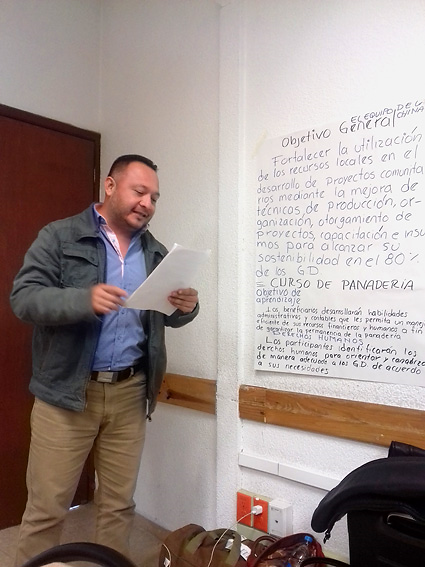 EL EQUIPO DE C
Objetivo General
Fortalecer la utilización
de los recursos locales en el
desarrollo de proyectos comunita
rios mediante la mejora de
técnicas de producción, or-
ganización, otorgamiento de
proyectos, capacitación e insu
mos para alcanzar su
sostenibilidad en el 80%
de los GD
= CURSO DE PANADERIA
objetivo de
aprendizaje
Los beneficiarios desarrollarán habilidades
administrativas y contables que les permita un manejo
eficiente de sus recursos financieros y humanos a fin
de garantizar la permanencia de la panadería
DERECHOS HUMANOS
Los participantes identificarán los
derchos humanos para orientar y canalizar
de manera adecuada a los GD de acuerdo
a sus necesidades